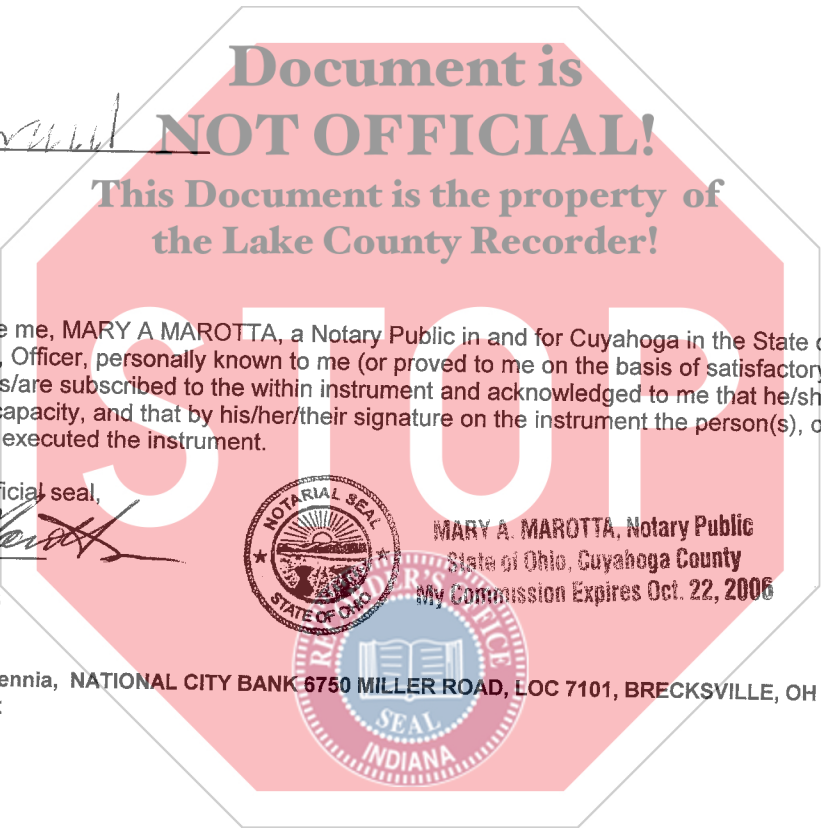 Document is
NOT OFFICIAL!
This Document is the property of
the Lake County Recorder!
STOP
e me, MARY A MAROTTA, a Notary Public in and for Cuyahoga in the State
, Officer, personally known to me (or proved to me on the basis of satisfactory
s/are subscribed to the within instrument and acknowledged to me that he/sh
capacity, and that by his/her/their signature on the instrument the person(s), o
executed the instrument.
ficial seal,
NOTARIAL SEAL
STATE OF OHIO
MARY A. MAROTTA, Notary Public
State of Ohio, Cuyahoga County
My Commission Expires Oct. 22, 2006
RECORDER'S OFFICE
ennia, NATIONAL CITY BANK 6750 MILLER ROAD, LOC 7101, BRECKSVILLE, OH
SEAL
INDIANA